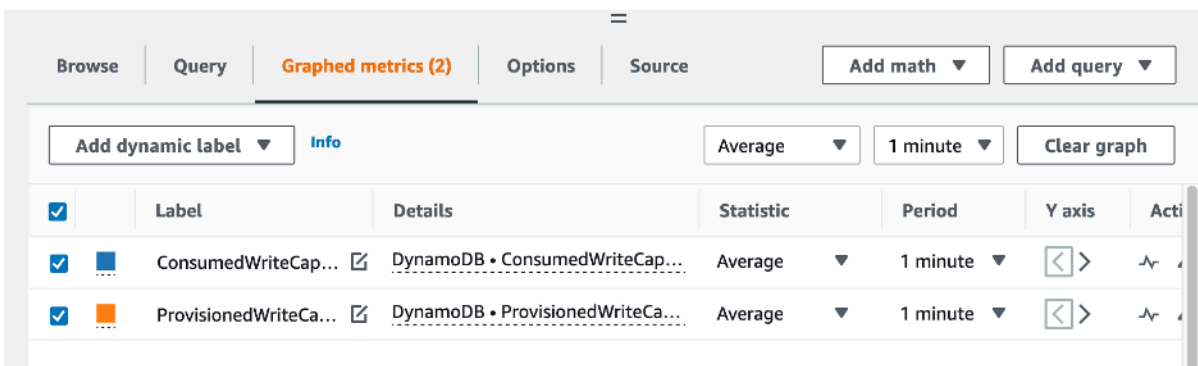 Browse Query Graphed metrics (2) Options Source Add math Add query
Add dynamic label Info Average 1 minute Clear graph
Label Details Statistic Period Y axis Acti
ConsumedWriteCap... DynamoDB • ConsumedWriteCap... Average 1 minute
ProvisionedWriteCa... DynamoDB • ProvisionedWriteCa... Average 1 minute